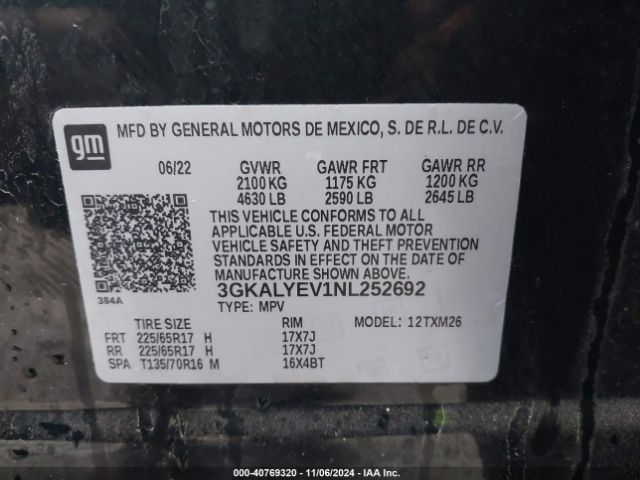 gm
MFD BY GENERAL MOTORS DE MEXICO, S. DE R.L. DE C.V.
06/22 GVWR GAWR FRT GAWR RR
2100 KG 1175 KG 1200 KG
4630 LB 2590 LB 2645 LB
THIS VEHICLE CONFORMS TO ALL
APPLICABLE U.S. FEDERAL MOTOR
VEHICLE SAFETY AND THEFT PREVENTION
STANDARDS IN EFFECT ON THE DATE OF
MANUFACTURE SHOWN ABOVE.
384A
3GKALYEV1NL252692
TYPE: MPV
TIRE SIZE RIM MODEL: 12TXM26
FRT 225/65R17 H 17X7J
RR 225/65R17 H 17X7J
SPA T135/70R16 M 16X4BT
000-40769320 - 11/06/2024 - IAA Inc.